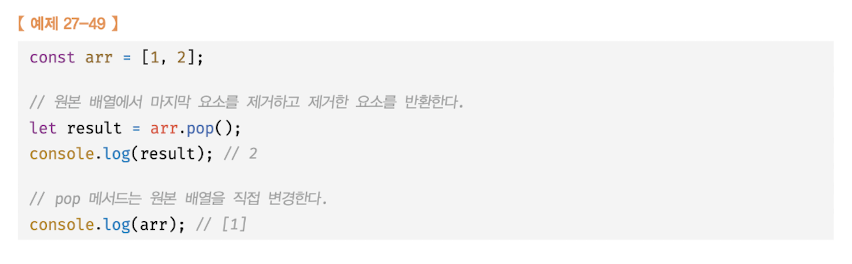 【 예제 27-49 】
const arr = [1, 2];
// 원본 배열에서 마지막 요소를 제거하고 제거한 요소를 반환한다.
let result = arr.pop();
console.log(result); // 2
// pop 메서드는 원본 배열을 직접 변경한다.
console.log(arr); // [1]